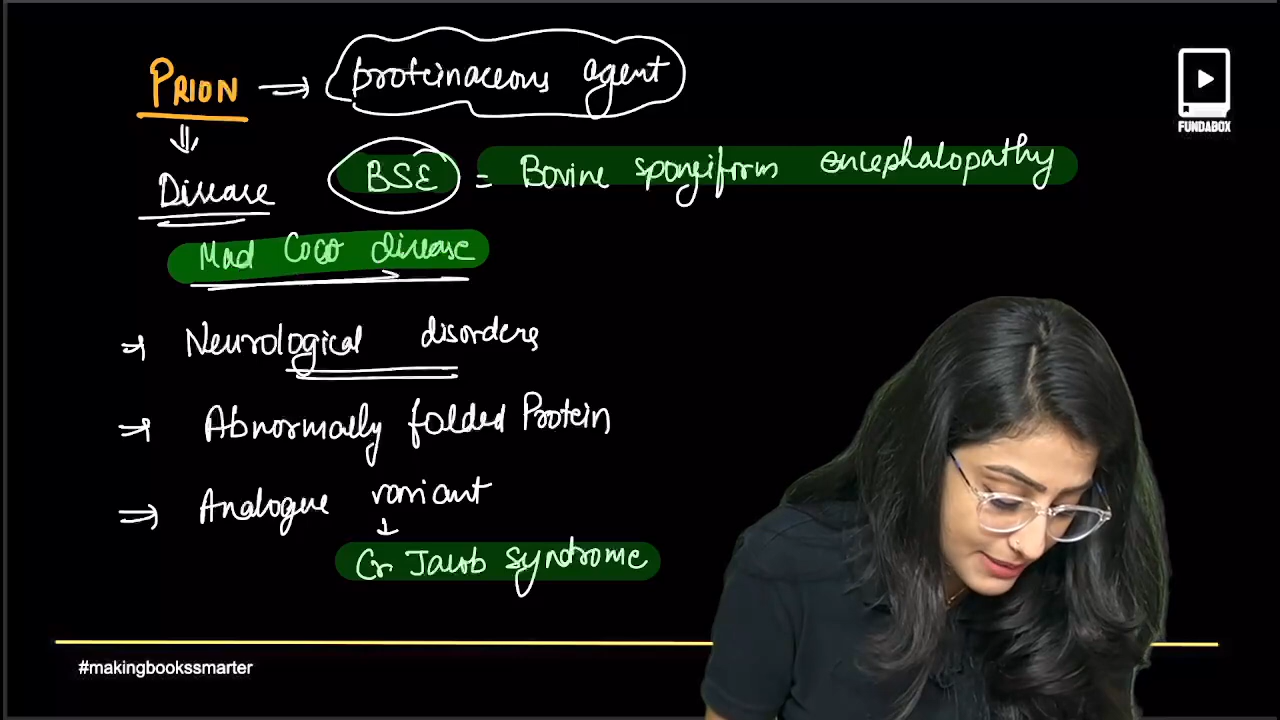 PRION ⇒ proteinaceous agent
⇓
Disease BSE = Bovine spongiform encephalopathy
Mad Cow disease
⇒ Neurological disorders
⇒ Abnormally folded Protein
⇒ Analogue variant
↓
Cr Jacob syndrome
FUNDABOX
#makingbookssmarter